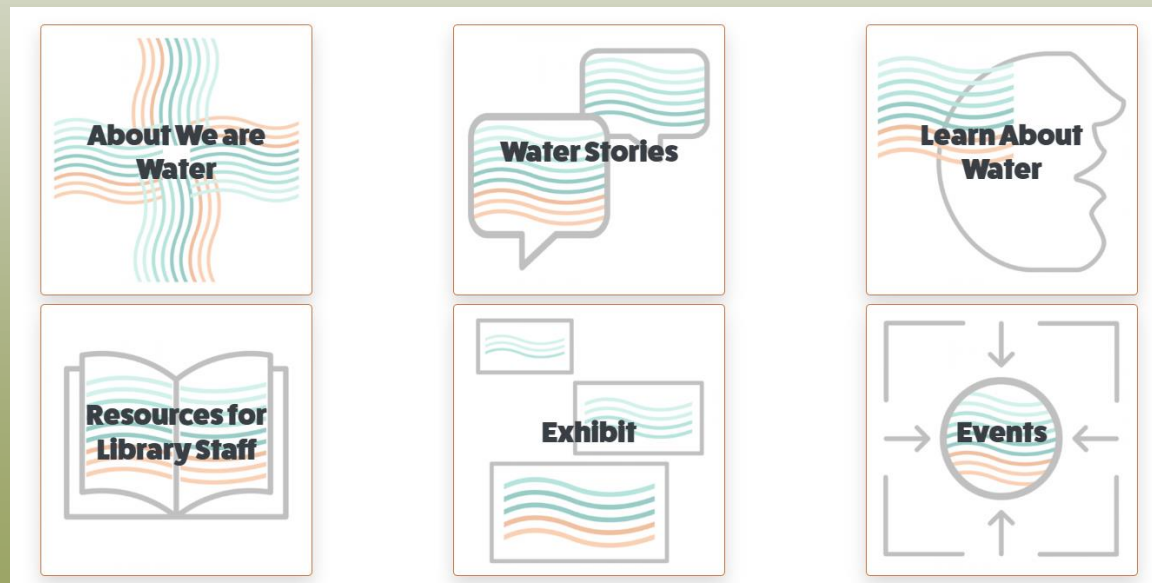 About We are
Water
Water Stories
Learn About
Water
Resources for
Library Staff
Exhibit
Events